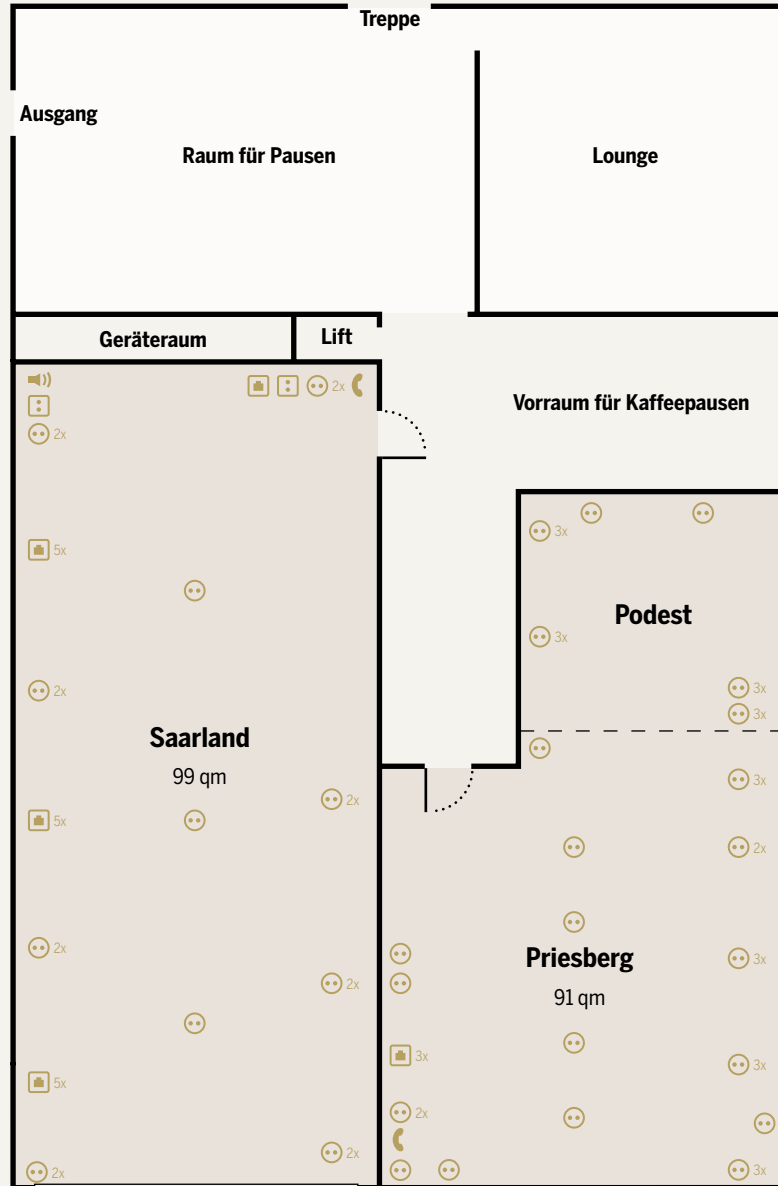 Treppe
Ausgang
Raum für Pausen
Lounge
Geräteraum
Lift
2x
Vorraum für Kaffeepausen
2x
3x
5x
Podest
3x
3x
2x
3x
Saarland
99 qm
3x
2x
5x
2x
2x
Priesberg
3x
2x
91 qm
3x
3x
5x
2x
2x
3x
2x